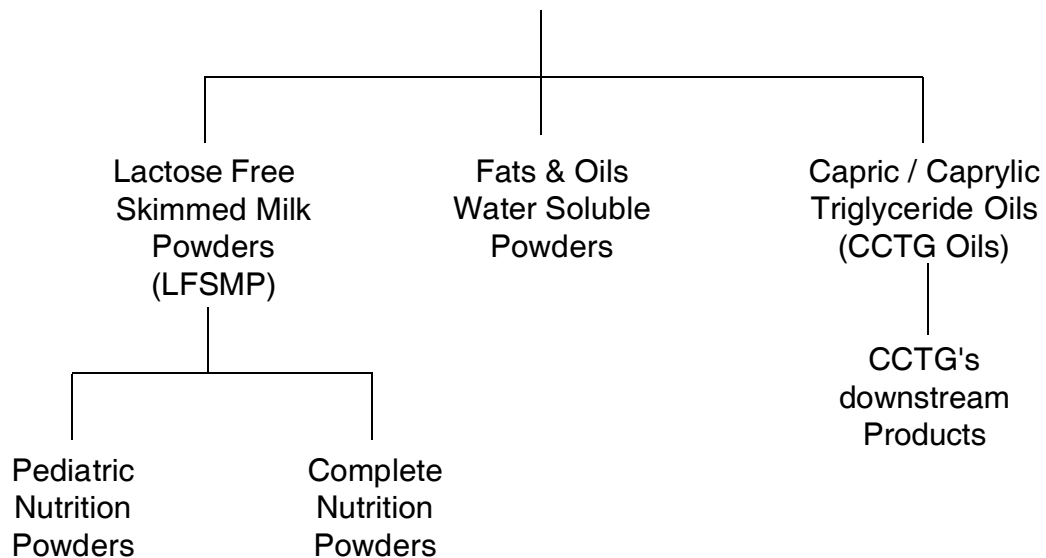 Lactose Free
Skimmed Milk
Powders
(LFSMP)
Fats & Oils
Water Soluble
Powders
Capric / Caprylic
Triglyceride Oils
(CCTG Oils)
CCTG's
downstream
Products
Pediatric
Nutrition
Powders
Complete
Nutrition
Powders